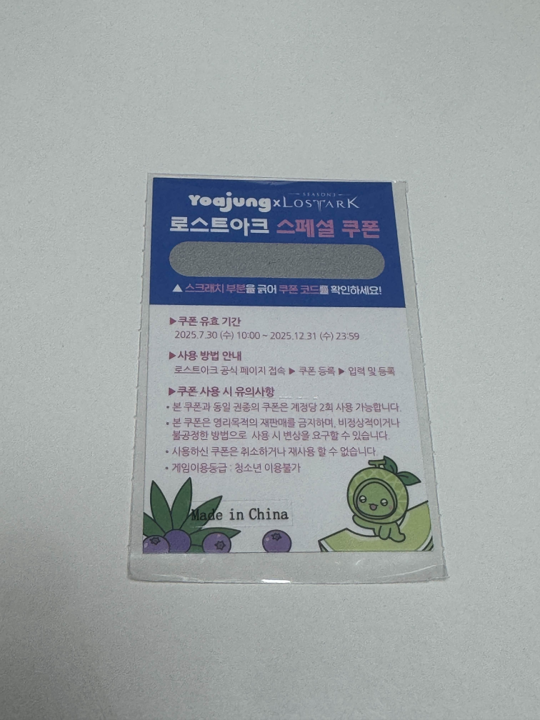 Yoajung x LOST ARK
로스트아크 스페셜 쿠폰
▲ 스크래치 부분을 긁어 쿠폰 코드를 확인하세요!
▶쿠폰 유효 기간
2025.7.30 (수) 10:00 ~ 2025.12.31 (수) 23:59
▶사용 방법 안내
로스트아크 공식 페이지 접속 ▶ 쿠폰 등록 ▶ 입력 및 등록
▶쿠폰 사용 시 유의사항
• 본 쿠폰과 동일 권종의 쿠폰은 계정당 2회 사용 가능합니다.
• 본 쿠폰은 영리목적의 재판매를 금지하며, 비정상적이거나
불공정한 방법으로 사용 시 변상을 요구할 수 있습니다.
• 사용하신 쿠폰은 취소하거나 재사용 할 수 없습니다.
• 게임이용등급 : 청소년 이용불가
Made in China